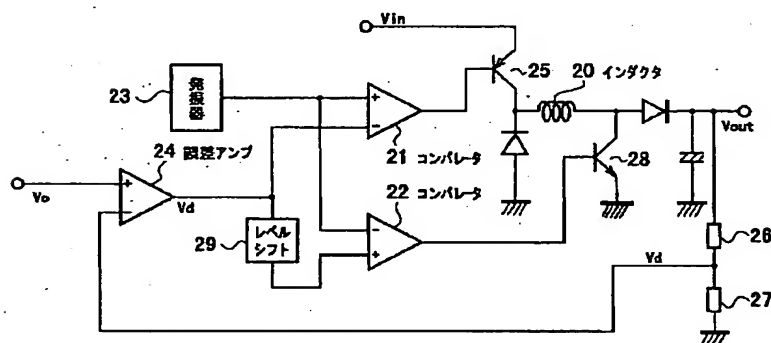 Vin
23
発振器
25
20 インダクタ
+
-
21 コンパレータ
Vout
24 誤差アンプ
28
22 コンパレータ
Vo
+
-
Vd
29
レベル
シフト
-
+
26
Vd
27